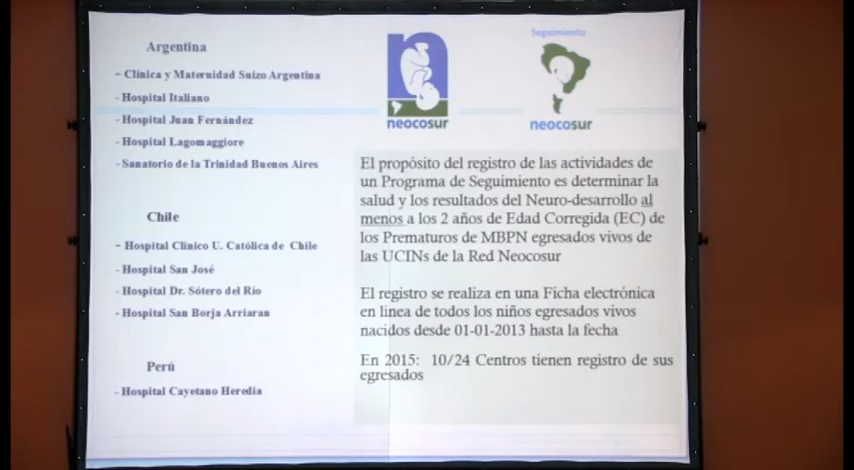 Argentina
- Clínica y Maternidad Suizo Argentina
- Hospital Italiano
- Hospital Juan Fernández
- Hospital Lagomaggiore
- Sanatorio de la Trinidad Buenos Aires
Chile
- Hospital Clínico U. Católica de Chile
- Hospital San José
- Hospital Dr. Sótero del Río
- Hospital San Borja Arriaran
Perú
- Hospital Cayetano Heredia
neocosur
Seguimiento
neocosur
El propósito del registro de las actividades de
un Programa de Seguimiento es determinar la
salud y los resultados del Neuro-desarrollo al
menos a los 2 años de Edad Corregida (EC) de
los Prematuros de MBPN egresados vivos de
las UCINs de la Red Neocosur
El registro se realiza en una Ficha electrónica
en linea de todos los niños egresados vivos
nacidos desde 01-01-2013 hasta la fecha
En 2015: 10/24 Centros tienen registro de sus
egresados